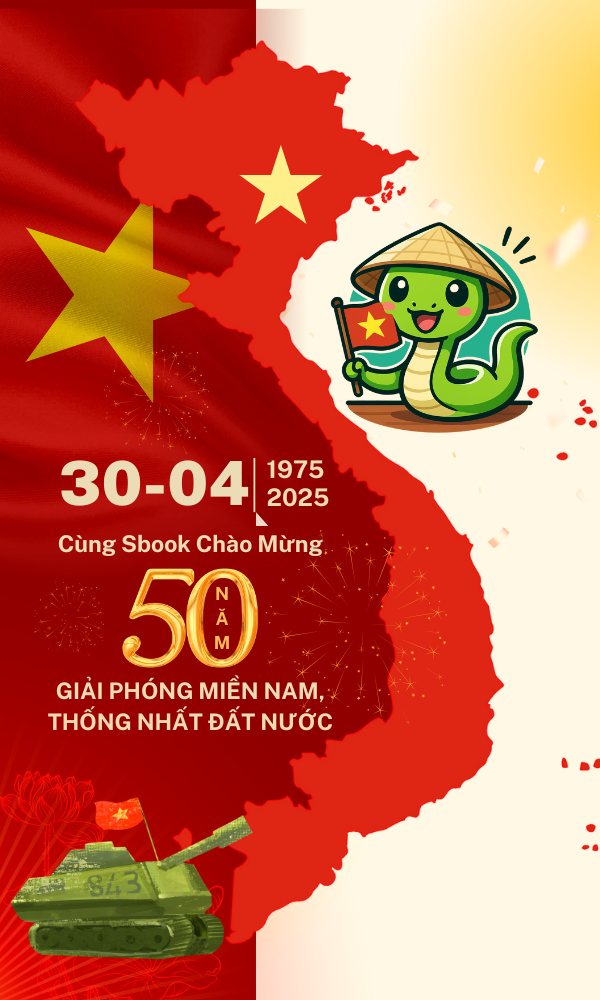 30-04
1975
2025
Cùng Sbook Chào Mừng
50
NĂM
GIẢI PHÓNG MIỀN NAM,
THỐNG NHẤT ĐẤT NƯỚC
843